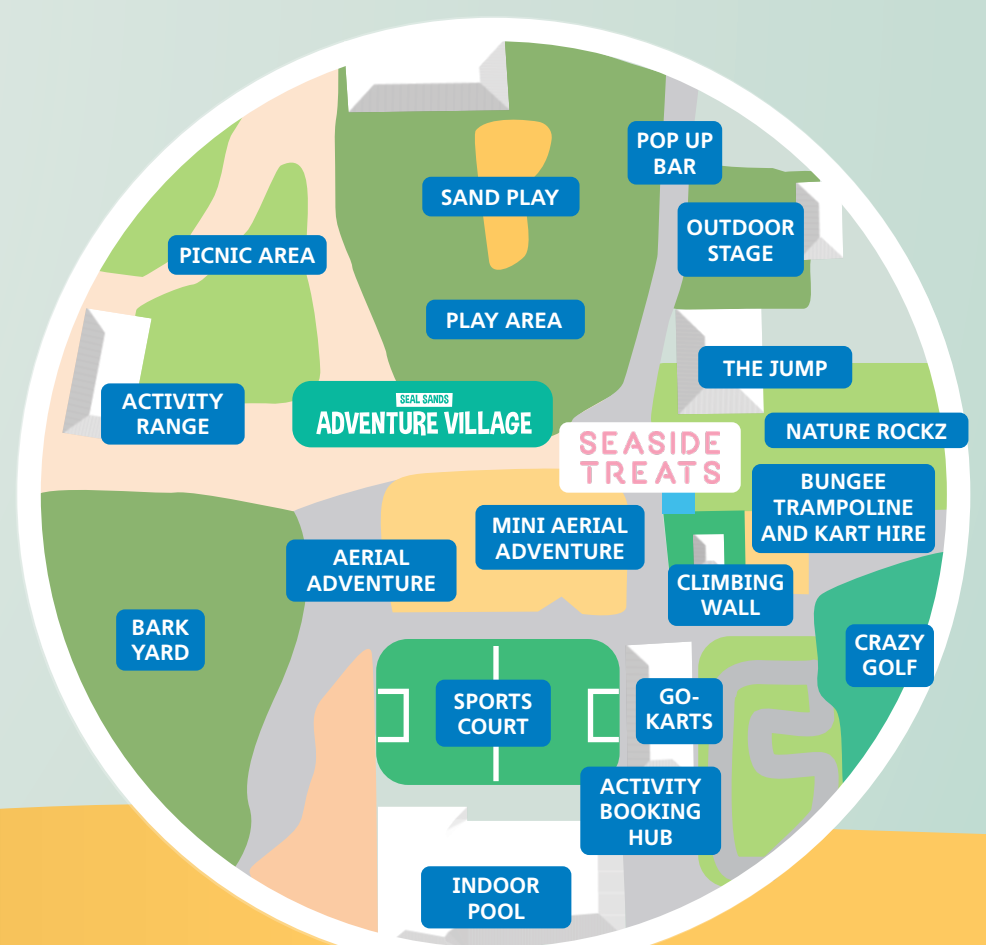 POP UP
BAR
SAND PLAY
OUTDOOR
STAGE
PICNIC AREA
PLAY AREA
THE JUMP
ACTIVITY
RANGE
SEAL SANDS
ADVENTURE VILLAGE
NATURE ROCKZ
SEASIDE
TREATS
BUNGEE
TRAMPOLINE
AND KART HIRE
MINI AERIAL
ADVENTURE
AERIAL
ADVENTURE
CLIMBING
WALL
BARK
YARD
CRAZY
GOLF
SPORTS
COURT
GO-
KARTS
ACTIVITY
BOOKING
HUB
INDOOR
POOL